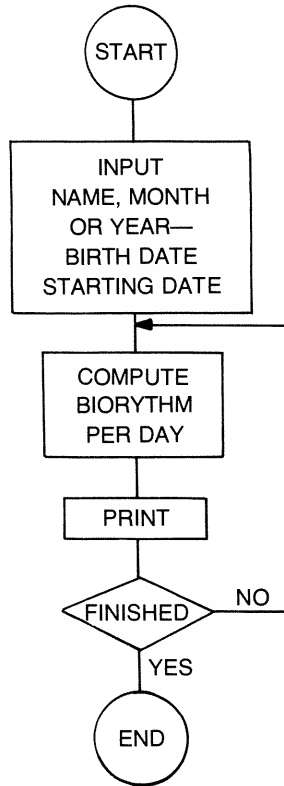 START
INPUT
NAME, MONTH
OR YEAR—
BIRTH DATE
STARTING DATE
COMPUTE
BIORYTHM
PER DAY
PRINT
FINISHED
NO
YES
END